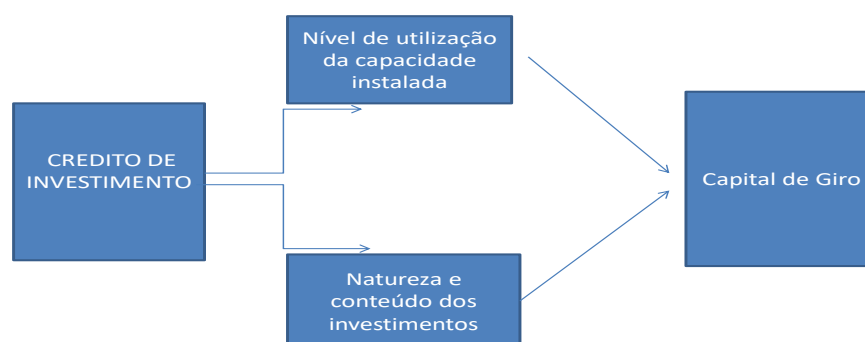 Nível de utilização
da capacidade
instalada
CREDITO DE
INVESTIMENTO
Capital de Giro
Natureza e
conteúdo dos
investimentos